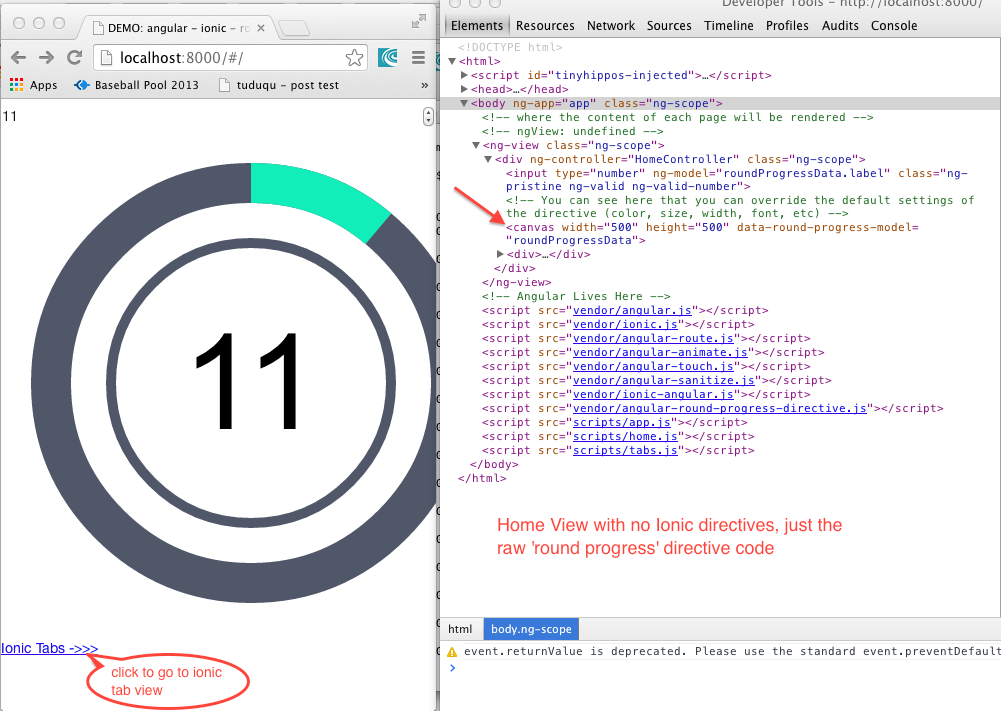 DEMO: angular – ionic – ro
localhost:8000/#/
Apps
Baseball Pool 2013
tuduqu – post test
»
11
11
Ionic Tabs ->>>
click to go to ionic
tab view
Developer Tools – http://localhost:8000/
Elements Resources Network Sources Timeline Profiles Audits Console
<!DOCTYPE html>
▼<html>
▶<script id="tinyhippos-injected">…</script>
▶<head>…</head>
▼<body ng-app="app" class="ng-scope">
<!-- where the content of each page will be rendered -->
<!-- ngView: undefined -->
▼<ng-view class="ng-scope">
▼<div ng-controller="HomeController" class="ng-scope">
<input type="number" ng-model="roundProgressData.label" class="ng-
pristine ng-valid ng-valid-number">
<!-- You can see here that you can override the default settings of
the directive (color, size, width, font, etc) -->
<canvas width="500" height="500" data-round-progress-model=
"roundProgressData">
▶<div>…</div>
</div>
</ng-view>
<!-- Angular Lives Here -->
<script src="vendor/angular.js"></script>
<script src="vendor/ionic.js"></script>
<script src="vendor/angular-route.js"></script>
<script src="vendor/angular-animate.js"></script>
<script src="vendor/angular-touch.js"></script>
<script src="vendor/angular-sanitize.js"></script>
<script src="vendor/ionic-angular.js"></script>
<script src="vendor/angular-round-progress-directive.js"></script>
<script src="scripts/app.js"></script>
<script src="scripts/home.js"></script>
<script src="scripts/tabs.js"></script>
</body>
</html>
Home View with no Ionic directives, just the
raw 'round progress' directive code
html body.ng-scope
event.returnValue is deprecated. Please use the standard event.preventDefault
>